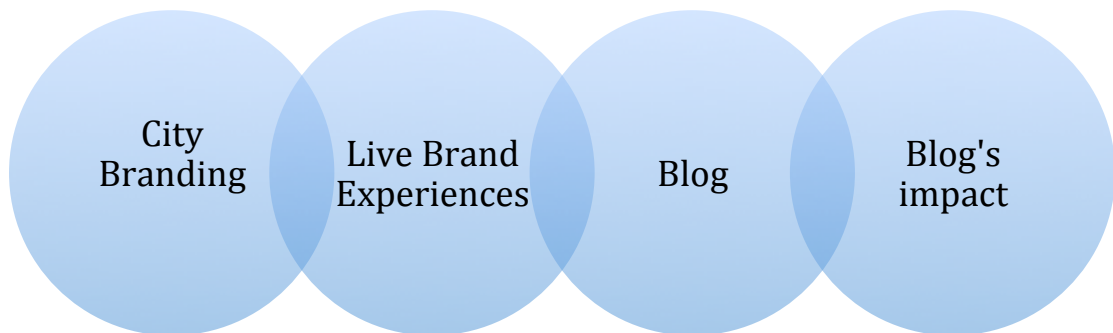 City
Branding
Live Brand
Experiences
Blog
Blog's
impact